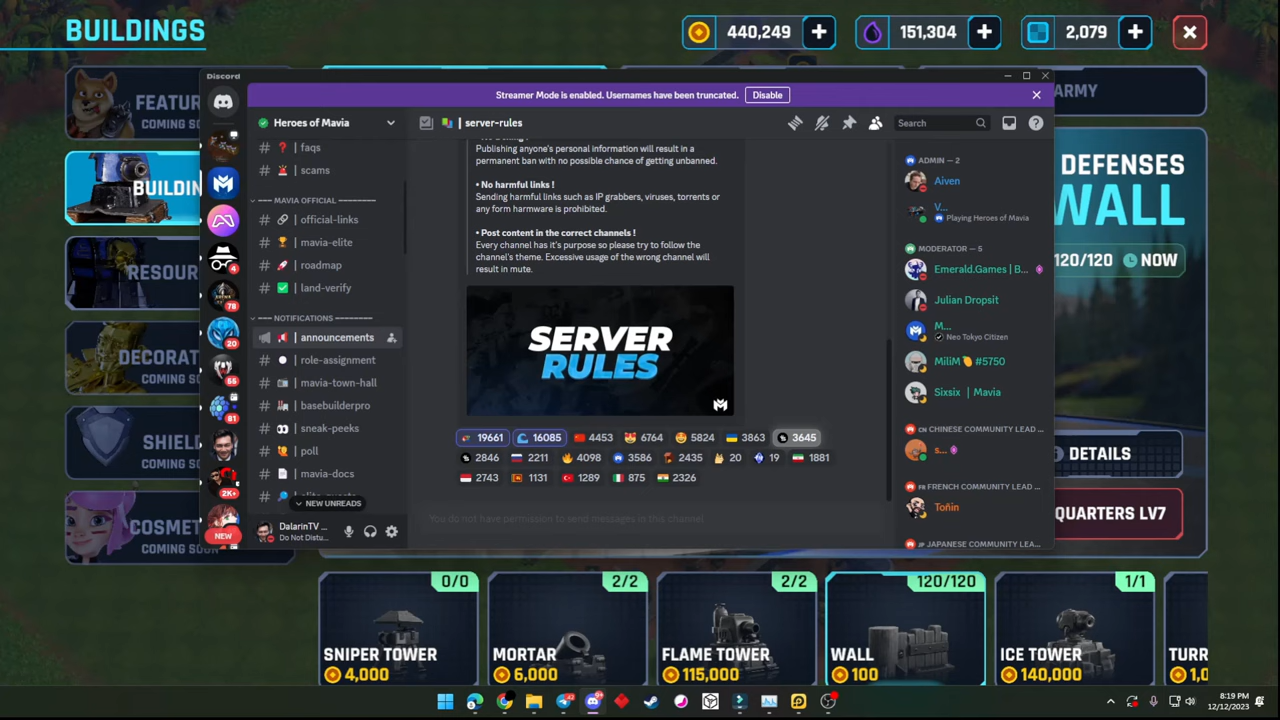 BUILDINGS
440,249
151,304
2,079
Discord
Streamer Mode is enabled. Usernames have been truncated.
Disable
Heroes of Mavia
| server-rules
Search
| faqs
| scams
---- MAVIA OFFICIAL --------
| official-links
| mavia-elite
| roadmap
| land-verify
---- NOTIFICATIONS --------
| announcements
| role-assignment
| mavia-town-hall
| basebuilderpro
| sneak-peeks
| poll
| mavia-docs
NEW UNREADS
DalarinTV
Do Not Distu...
Publishing anyone's personal information will result in a
permanent ban with no possible chance of getting unbanned.
• No harmful links !
Sending harmful links such as IP grabbers, viruses, torrents or
any form harmware is prohibited.
• Post content in the correct channels !
Every channel has it's purpose so please try to follow the
channel's theme. Excessive usage of the wrong channel will
result in mute.
SERVER
RULES
19661 16085 4453 6764 5824 3863 3645
2846 2211 4098 3586 2435 20 19 1881
2743 1131 1289 875 2326
You do not have permission to send messages in this channel.
ADMIN — 2
Aiven
V...
Playing Heroes of Mavia
MODERATOR — 5
Emerald.Games | B...
Julian Dropsit
M...
Neo Tokyo Citizen
MiliM #5750
Sixsix | Mavia
CN CHINESE COMMUNITY LEAD ...
s...
FR FRENCH COMMUNITY LEAD ...
Toñin
JP JAPANESE COMMUNITY LEA...
FEATU
COMING S
BUILDIN
RESOUR
DECORAT
COMING S
SHIEL
COMING SO
COSMET
COMING SOON
ARMY
DEFENSES
WALL
120/120
NOW
DETAILS
QUARTERS LV7
0/0
SNIPER TOWER
4,000
2/2
MORTAR
6,000
2/2
FLAME TOWER
115,000
120/120
WALL
100
1/1
ICE TOWER
140,000
TURR
1,0
NEW
4
78
20
55
81
2K+
8:19 PM
12/12/2023